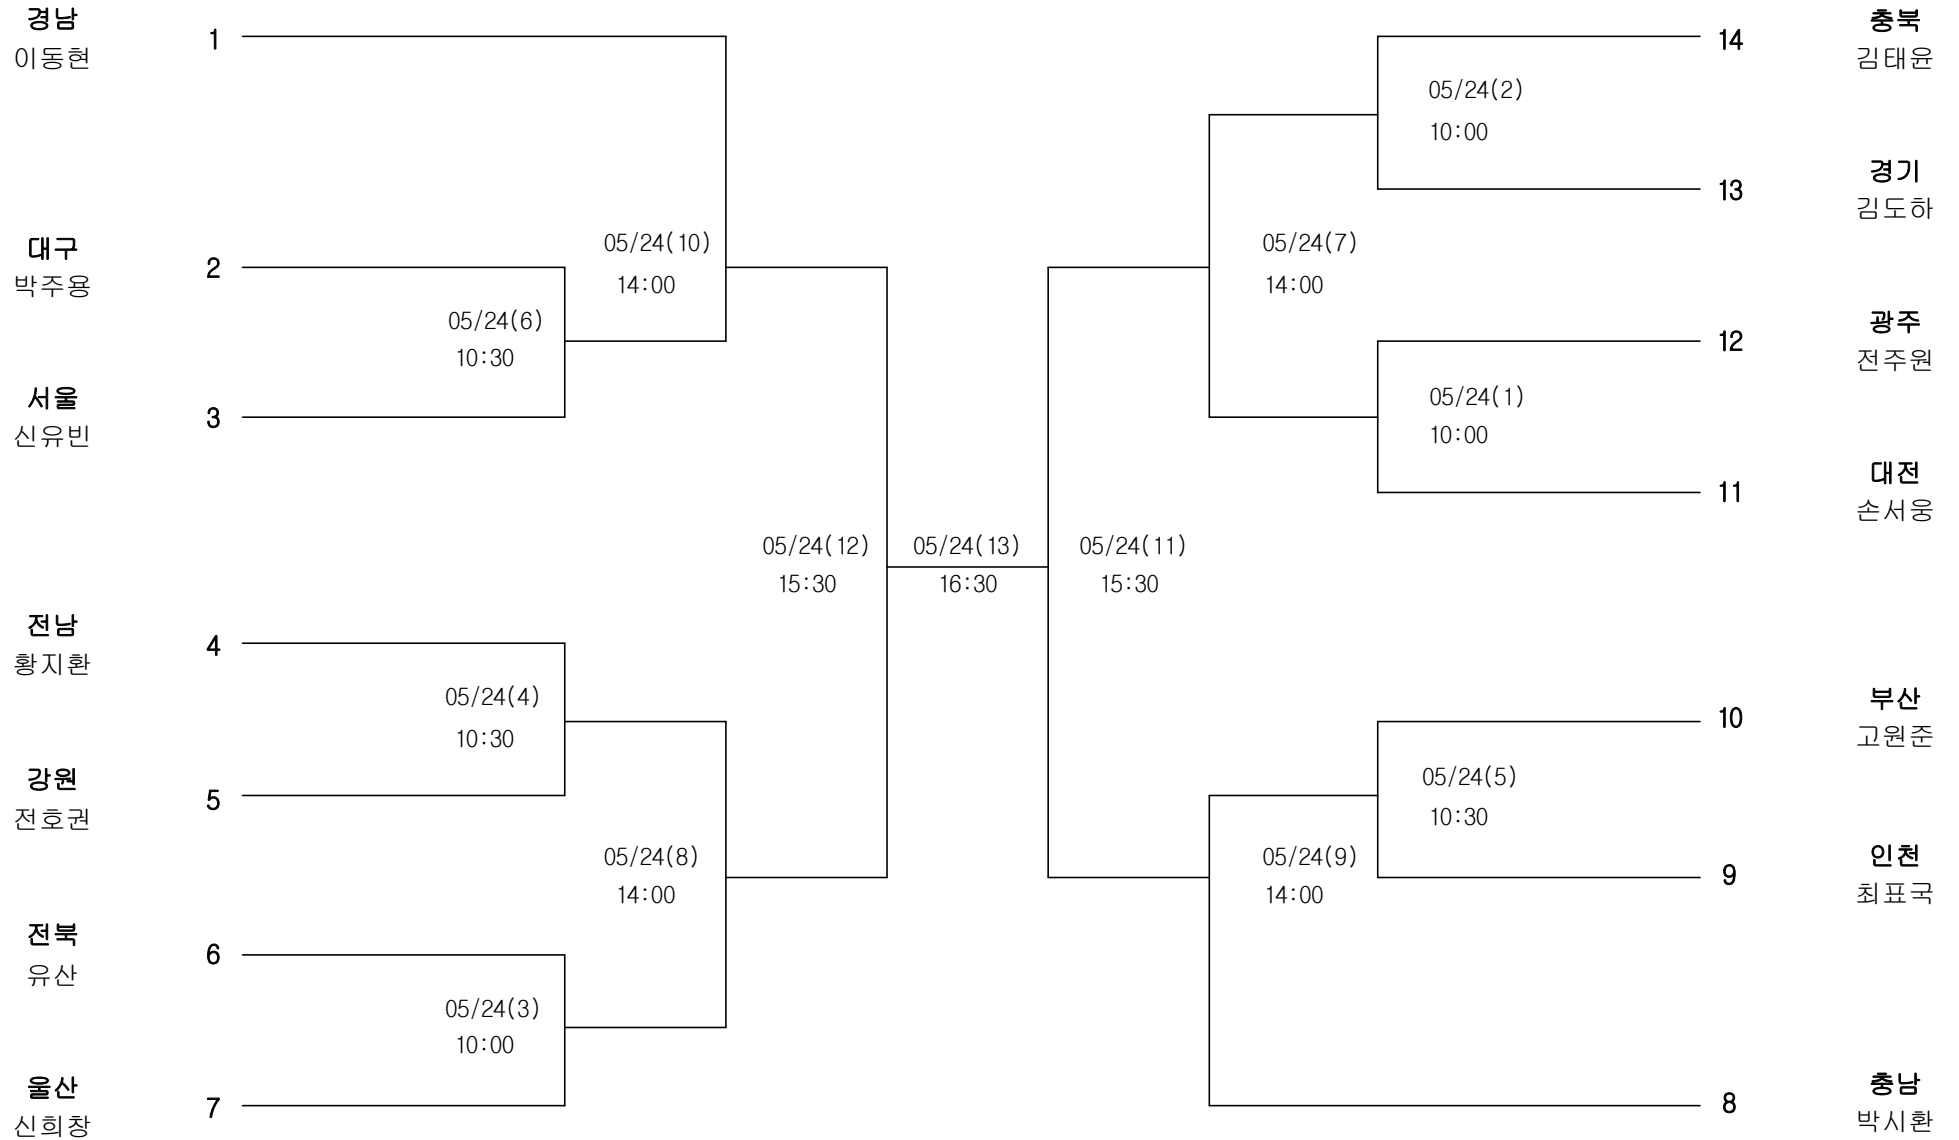 경남
이동현
1
대구
박주용
2
05/24(10)
14:00
05/24(6)
10:30
서울
신유빈
3
05/24(12)
15:30
전남
황지환
4
05/24(4)
10:30
강원
전호권
5
05/24(8)
14:00
전북
유산
6
05/24(3)
10:00
울산
신희창
7
05/24(13)
16:30
14
충북
김태윤
05/24(2)
10:00
13
경기
김도하
05/24(7)
14:00
12
광주
전주원
05/24(1)
10:00
11
대전
손서웅
05/24(11)
15:30
10
부산
고원준
05/24(5)
10:30
05/24(9)
14:00
9
인천
최표국
8
충남
박시환